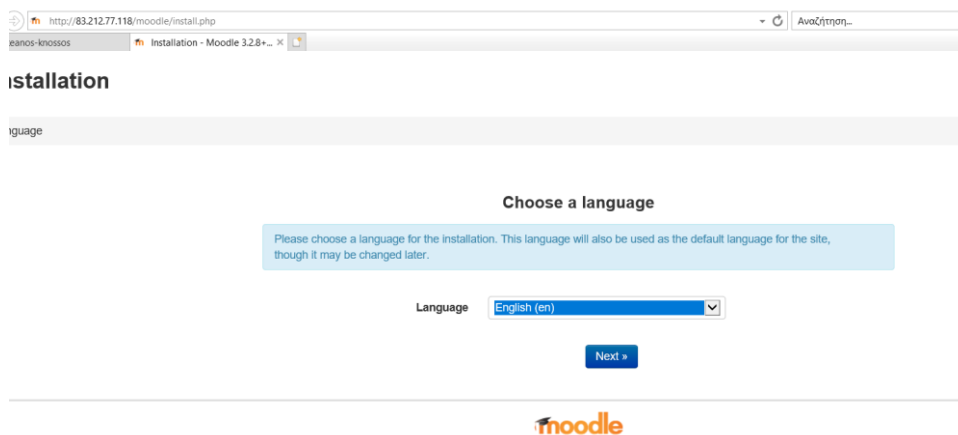 http://83.212.77.118/moodle/install.php
Αναζήτηση...
eanos-knossos
Installation - Moodle 3.2.8+...
nstallation
nguage
Choose a language
Please choose a language for the installation. This language will also be used as the default language for the site,
though it may be changed later.
Language
English (en)
Next »
moodle